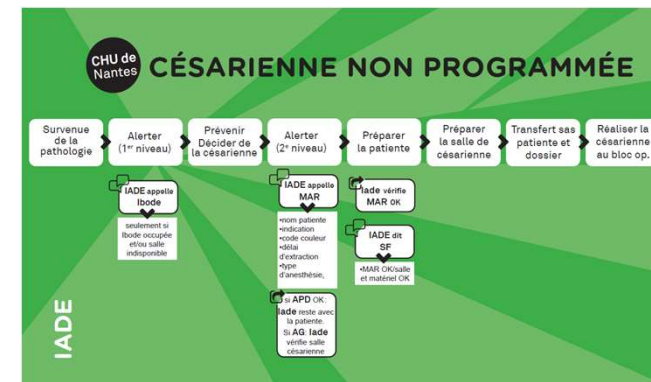 CHU de
Nantes
CÉSARIENNE NON PROGRAMMÉE
Survenue
de la
pathologie
Alerter
(1er niveau)
Prévenir
Décider de
la césarienne
Alerter
(2e niveau)
Préparer
la patiente
Préparer
la salle de
césarienne
Transfert sas
patiente et
dossier
Réaliser la
césarienne
au bloc op.
IADE appelle
Ibode
seulement si
Ibode occupée
et/ou salle
indisponible
IADE appelle
MAR
•nom patiente
•indication
•code couleur
•délai
d'extraction
•type
d'anesthésie,
si APD OK:
Iade reste avec
la patiente.
Si AG: Iade
vérifie salle
césarienne
Iade vérifie
MAR OK
IADE dit
SF
•MAR OK/salle
et matériel OK
IADE